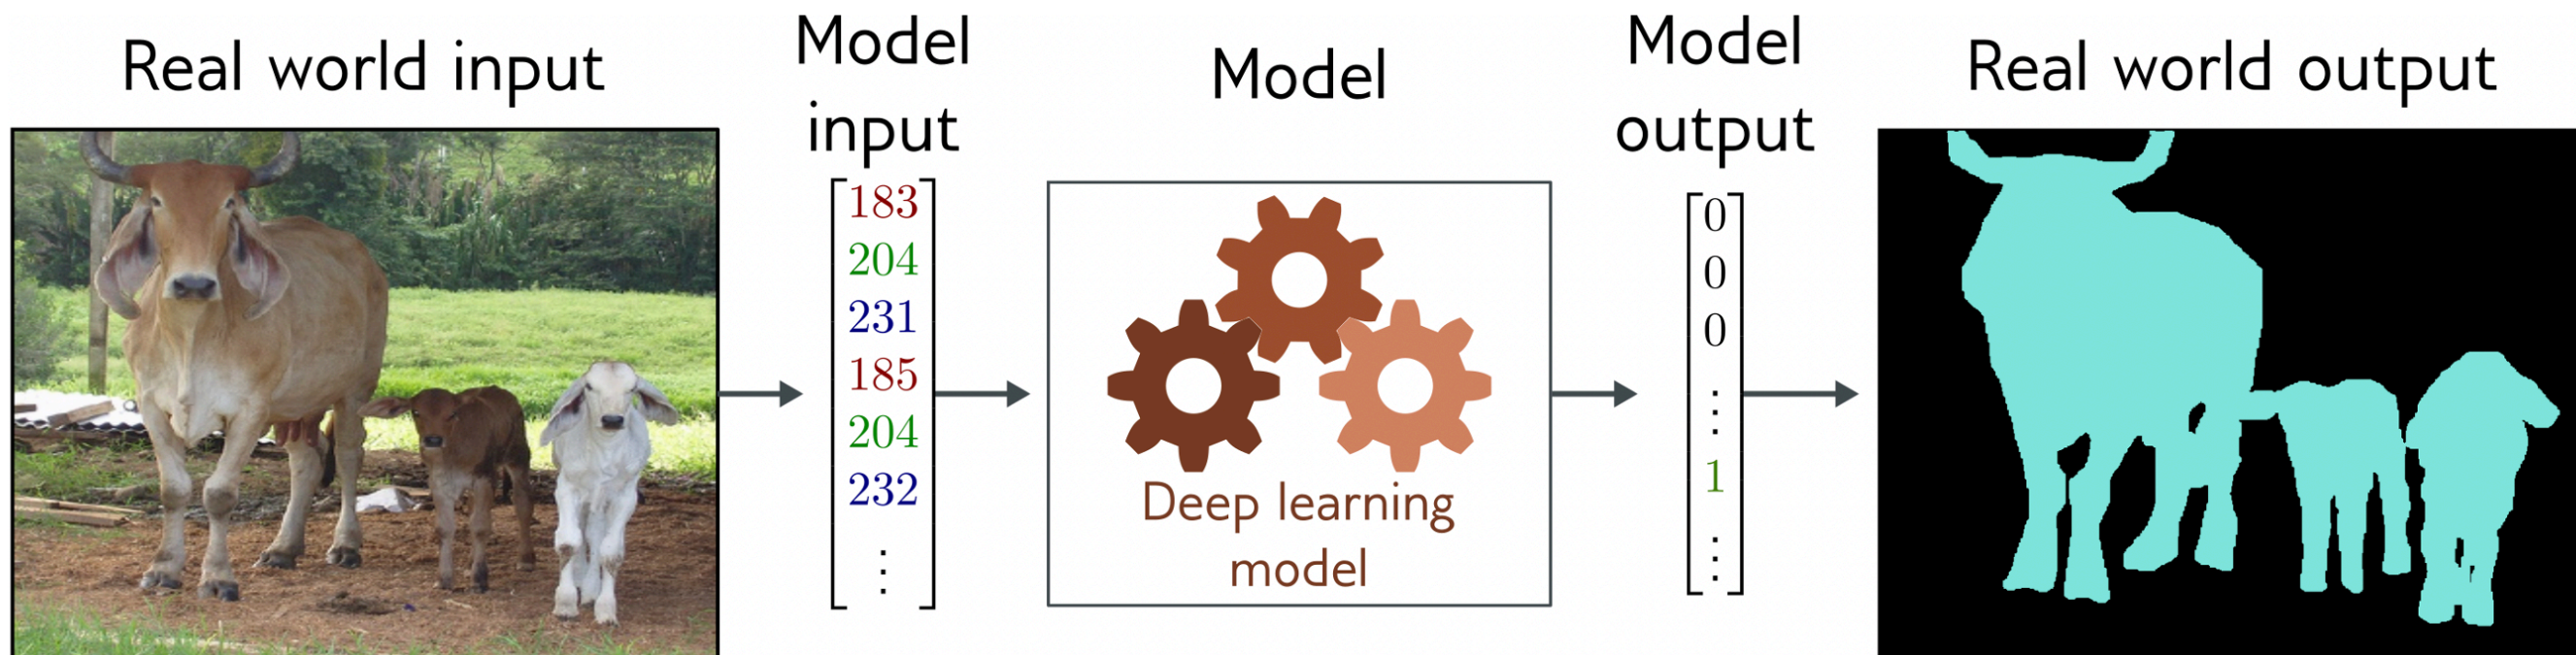 Real world input
Model
input
183
204
231
185
204
232
⋮
Model
Deep learning
model
Model
output
0
0
0
⋮
1
⋮
Real world output